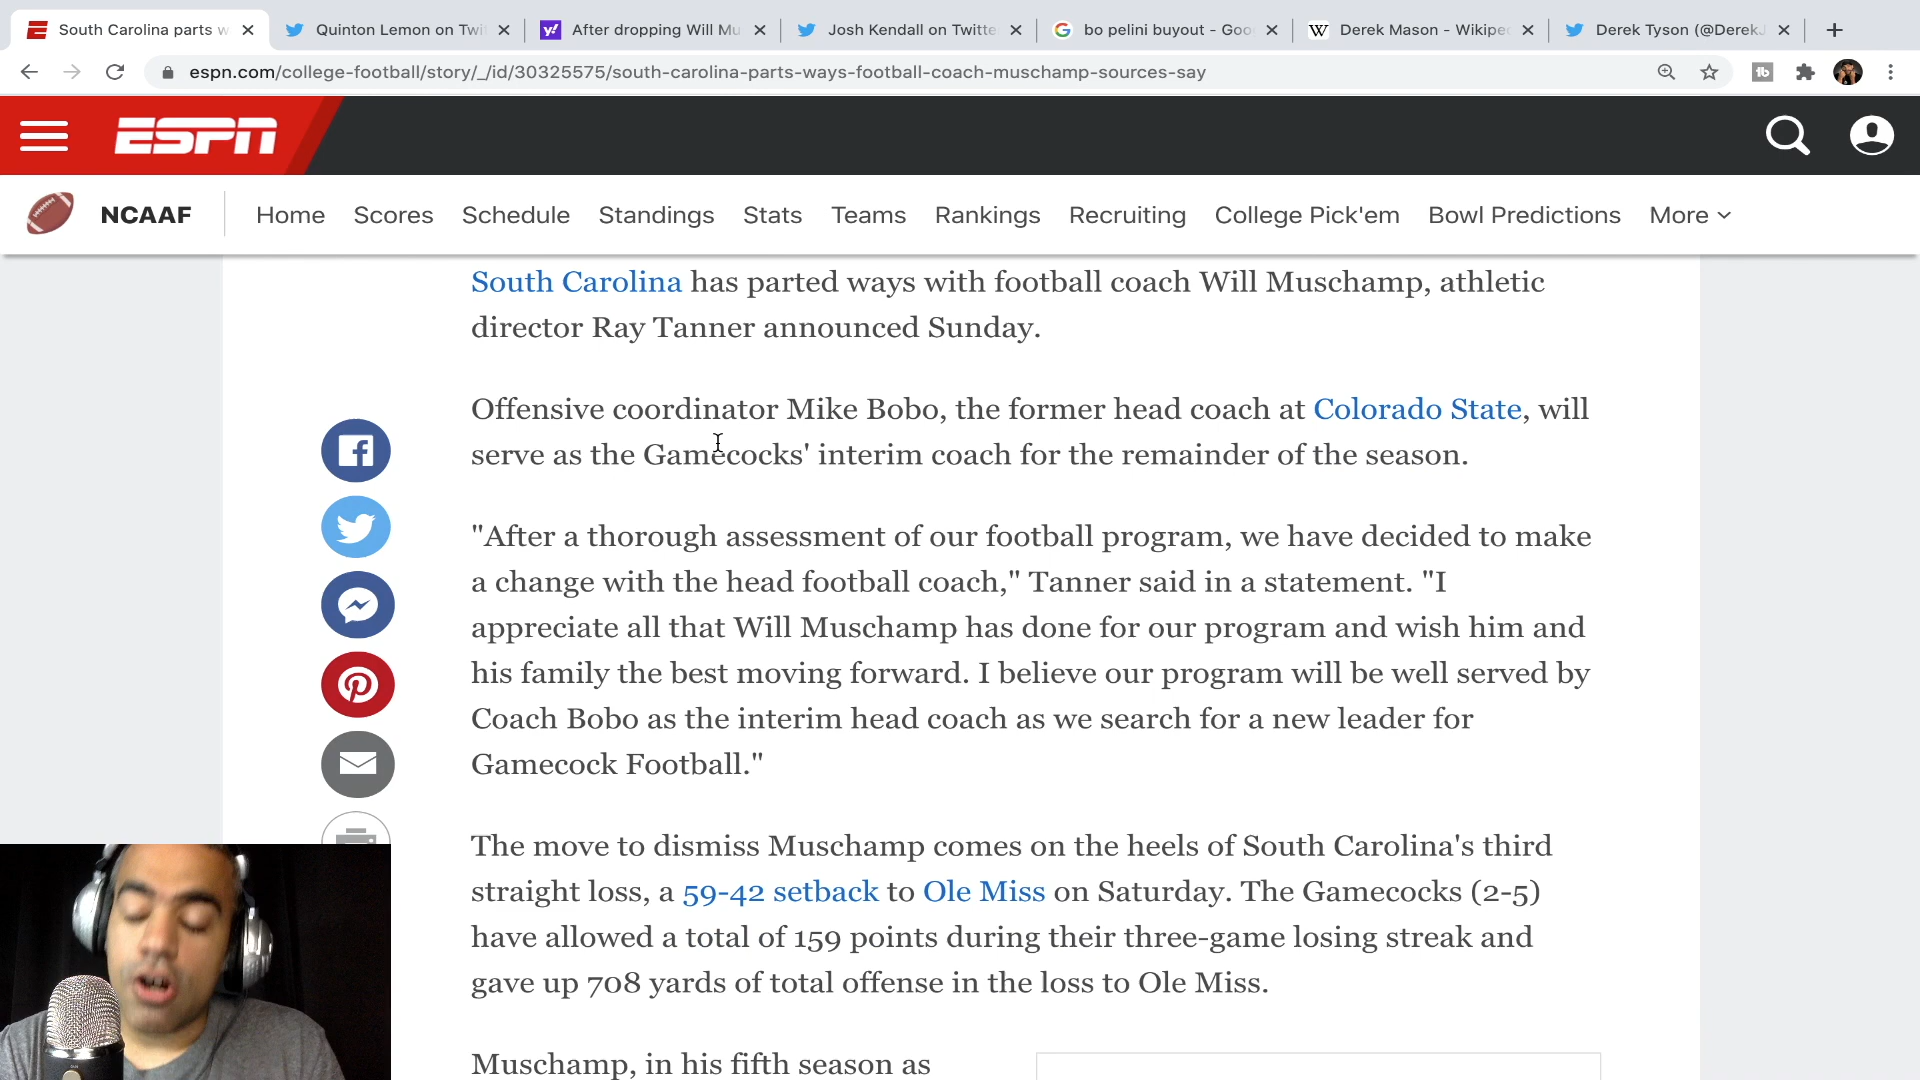 South Carolina parts w
Quinton Lemon on Twi
After dropping Will Mu
Josh Kendall on Twitte
bo pelini buyout - Goo
Derek Mason - Wikipe
Derek Tyson (@DerekJ
espn.com/college-football/story/_/id/30325575/south-carolina-parts-ways-football-coach-muschamp-sources-say
ESPN
NCAAF Home Scores Schedule Standings Stats Teams Rankings Recruiting College Pick'em Bowl Predictions More
South Carolina has parted ways with football coach Will Muschamp, athletic
director Ray Tanner announced Sunday.
Offensive coordinator Mike Bobo, the former head coach at Colorado State, will
serve as the Gamecocks' interim coach for the remainder of the season.
"After a thorough assessment of our football program, we have decided to make
a change with the head football coach," Tanner said in a statement. "I
appreciate all that Will Muschamp has done for our program and wish him and
his family the best moving forward. I believe our program will be well served by
Coach Bobo as the interim head coach as we search for a new leader for
Gamecock Football."
The move to dismiss Muschamp comes on the heels of South Carolina's third
straight loss, a 59-42 setback to Ole Miss on Saturday. The Gamecocks (2-5)
have allowed a total of 159 points during their three-game losing streak and
gave up 708 yards of total offense in the loss to Ole Miss.
Muschamp, in his fifth season as